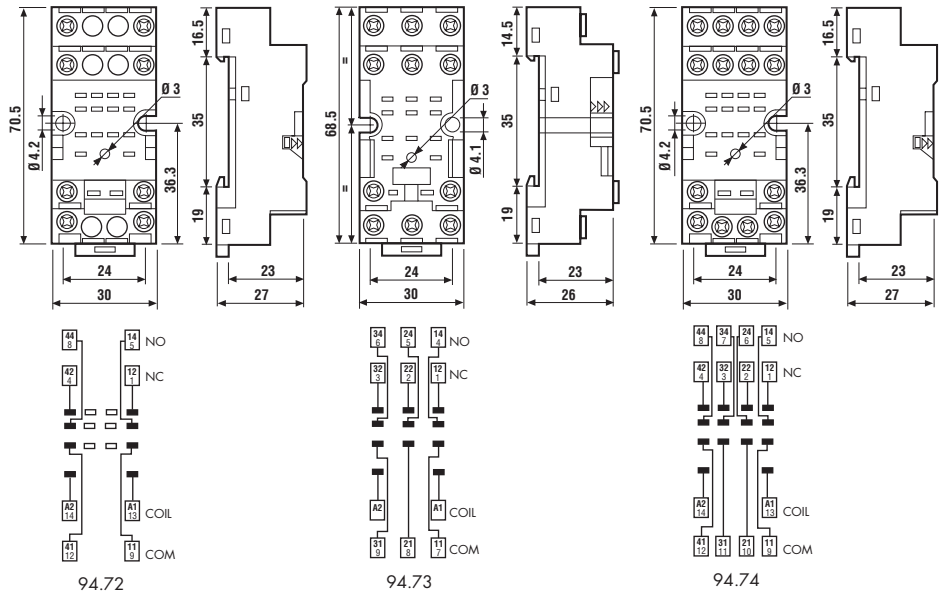 16.5
70.5
Ø 4.2
Ø 3
36.3
35
19
24
30
23
27
=
68.5
=
Ø 3
Ø 4.1
14.5
35
19
24
30
23
26
16.5
70.5
Ø 4.2
Ø 3
36.3
35
19
24
30
23
27
44 14 NO
8 5
42 12 NC
4 1
A2 A1 COIL
14 13
41 11 COM
12 9
94.72
34 24 14 NO
6 5 4
32 22 12 NC
3 2 1
A2 A1 COIL
31 21 11 COM
9 8 7
94.73
44 34 24 14 NO
8 7 6 5
42 32 22 12 NC
4 3 2 1
A2 A1 COIL
14 13
41 31 21 11 COM
12 11 10 9
94.74